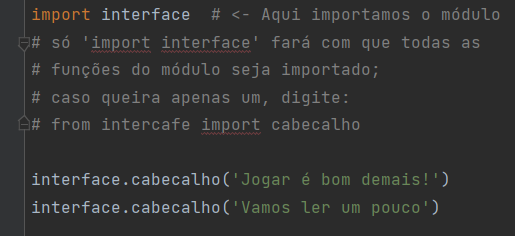 import interface  # <- Aqui importamos o módulo
# só 'import interface' fará com que todas as
# funções do módulo seja importado;
# caso queira apenas um, digite:
# from intercafe import cabecalho
interface.cabecalho('Jogar é bom demais!')
interface.cabecalho('Vamos ler um pouco')